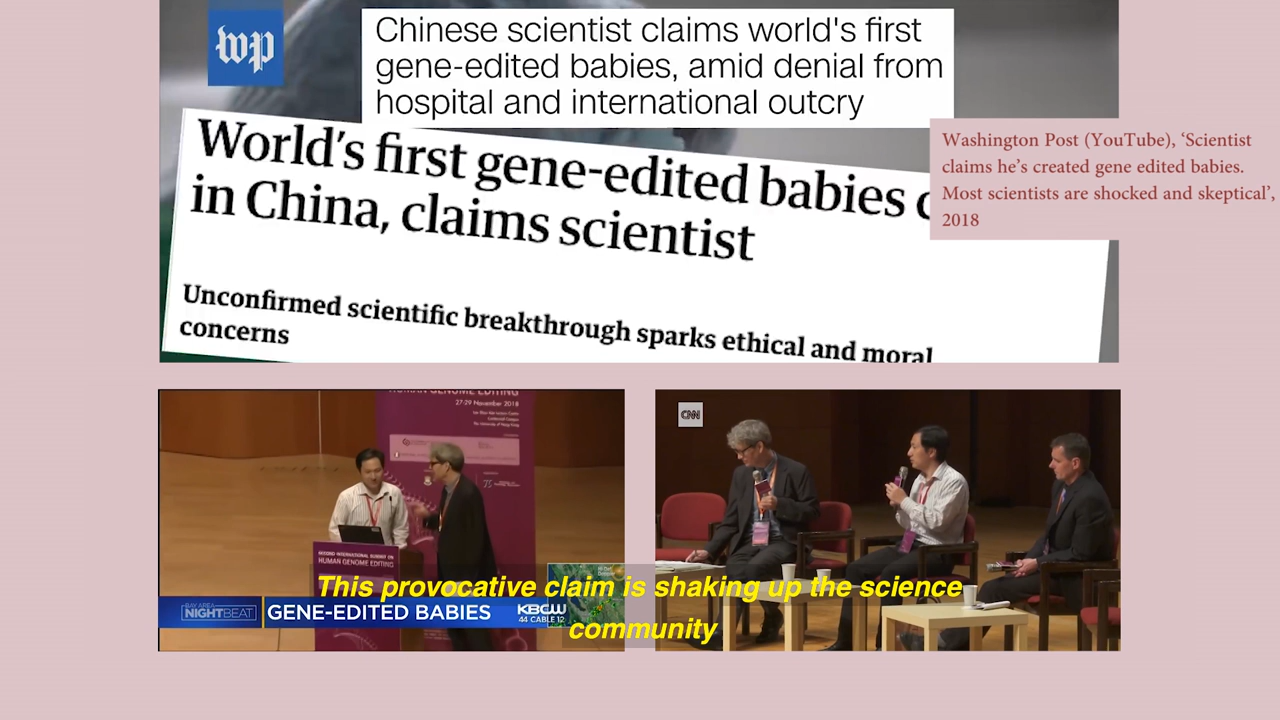 wp
Chinese scientist claims world's first
gene-edited babies, amid denial from
hospital and international outcry
World's first gene-edited babies
in China, claims scientist
Unconfirmed scientific breakthrough sparks ethical and moral
concerns
Washington Post (YouTube), ‘Scientist
claims he’s created gene edited babies.
Most scientists are shocked and skeptical’,
2018
HUMAN GENOME EDITING
27-29 November 2018
SECOND INTERNATIONAL SUMMIT ON
HUMAN GENOME EDITING
BAY AREA
NIGHTBEAT
GENE-EDITED BABIES
KBCW
44 CABLE 12
CNN
This provocative claim is shaking up the science
community